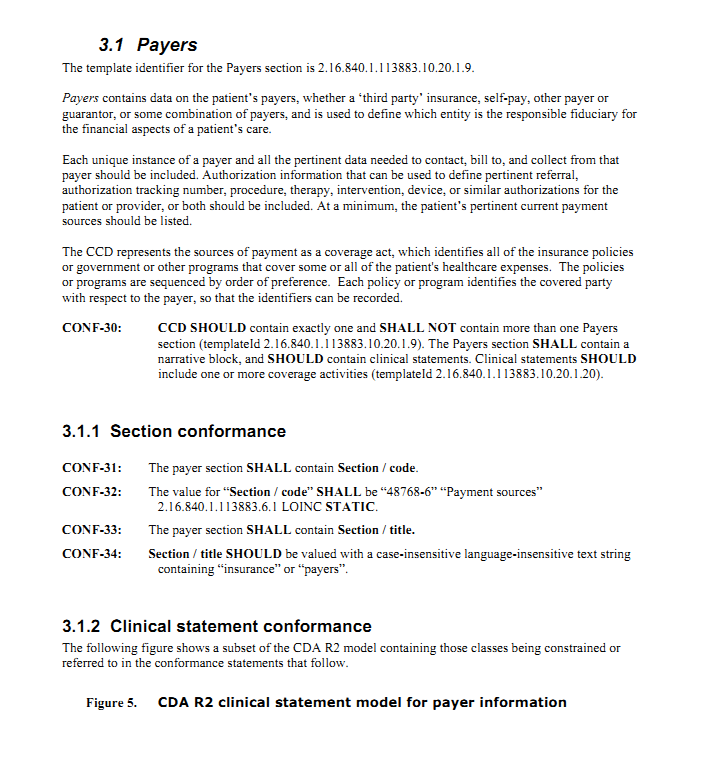 3.1 Payers
The template identifier for the Payers section is 2.16.840.1.113883.10.20.1.9.
Payers contains data on the patient's payers, whether a ‘third party’ insurance, self-pay, other payer or
guarantor, or some combination of payers, and is used to define which entity is the responsible fiduciary for
the financial aspects of a patient's care.
Each unique instance of a payer and all the pertinent data needed to contact, bill to, and collect from that
payer should be included. Authorization information that can be used to define pertinent referral,
authorization tracking number, procedure, therapy, intervention, device, or similar authorizations for the
patient or provider, or both should be included. At a minimum, the patient's pertinent current payment
sources should be listed.
The CCD represents the sources of payment as a coverage act, which identifies all of the insurance policies
or government or other programs that cover some or all of the patient's healthcare expenses. The policies
or programs are sequenced by order of preference. Each policy or program identifies the covered party
with respect to the payer, so that the identifiers can be recorded.
CONF-30: CCD SHOULD contain exactly one and SHALL NOT contain more than one Payers
section (templateId 2.16.840.1.113883.10.20.1.9). The Payers section SHALL contain a
narrative block, and SHOULD contain clinical statements. Clinical statements SHOULD
include one or more coverage activities (templateId 2.16.840.1.113883.10.20.1.20).
3.1.1 Section conformance
CONF-31: The payer section SHALL contain Section / code.
CONF-32: The value for “Section / code” SHALL be “48768-6” “Payment sources”
2.16.840.1.113883.6.1 LOINC STATIC.
CONF-33: The payer section SHALL contain Section / title.
CONF-34: Section / title SHOULD be valued with a case-insensitive language-insensitive text string
containing “insurance” or “payers”.
3.1.2 Clinical statement conformance
The following figure shows a subset of the CDA R2 model containing those classes being constrained or
referred to in the conformance statements that follow.
Figure 5. CDA R2 clinical statement model for payer information